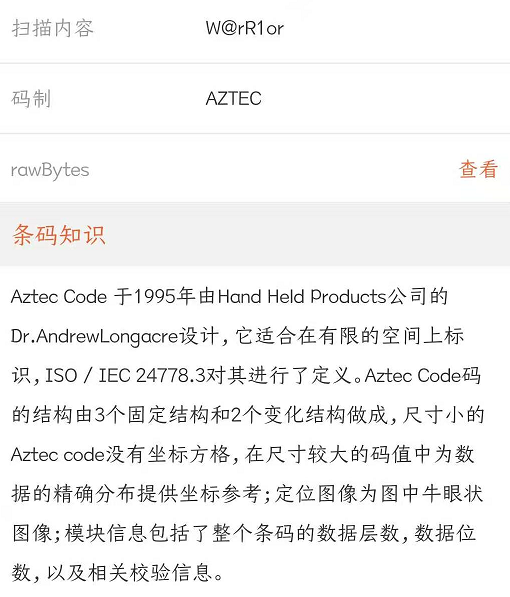 扫描内容 W@rR1or
码制 AZTEC
rawBytes 查看
条码知识
Aztec Code 于1995年由Hand Held Products公司的
Dr.AndrewLongacre设计,它适合在有限的空间上标
识,ISO / IEC 24778.3对其进行了定义。Aztec Code码
的结构由3个固定结构和2个变化结构做成,尺寸小的
Aztec code没有坐标方格,在尺寸较大的码值中为数
据的精确分布提供坐标参考;定位图像为图中牛眼状
图像;模块信息包括了整个条码的数据层数,数据位
数,以及相关校验信息。